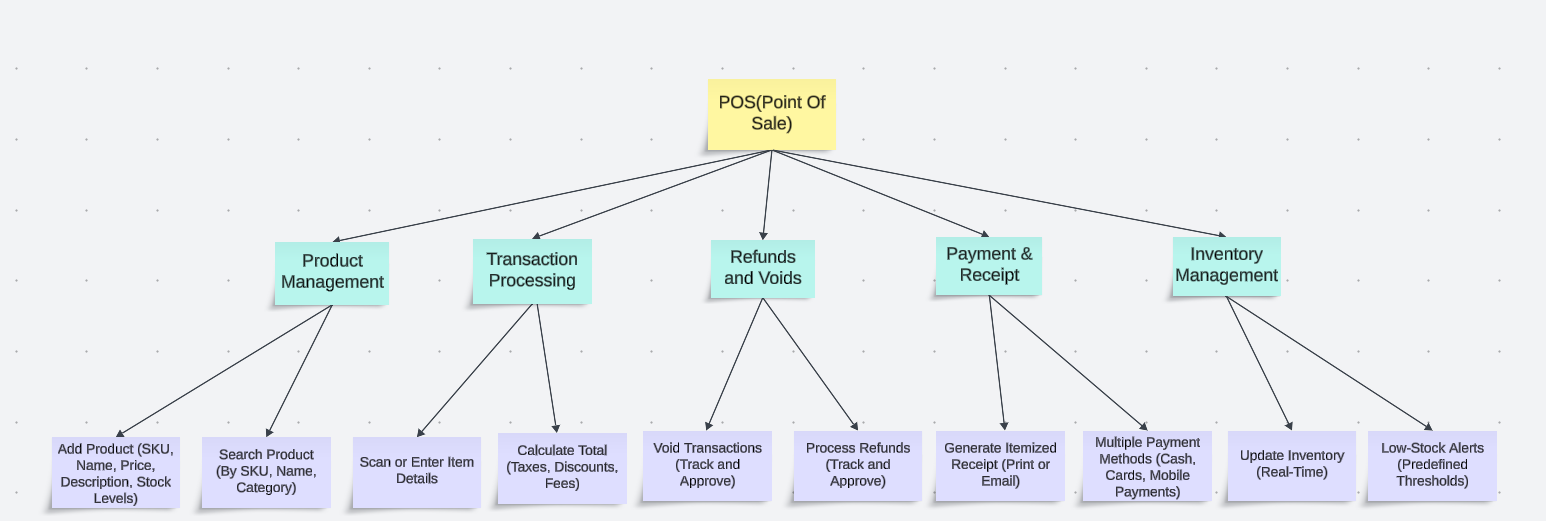 POS(Point Of
Sale)
Product
Management
Transaction
Processing
Refunds
and Voids
Payment &
Receipt
Inventory
Management
Add Product (SKU,
Name, Price,
Description, Stock
Levels)
Search Product
(By SKU, Name,
Category)
Scan or Enter Item
Details
Calculate Total
(Taxes, Discounts,
Fees)
Void Transactions
(Track and
Approve)
Process Refunds
(Track and
Approve)
Generate Itemized
Receipt (Print or
Email)
Multiple Payment
Methods (Cash,
Cards, Mobile
Payments)
Update Inventory
(Real-Time)
Low-Stock Alerts
(Predefined
Thresholds)